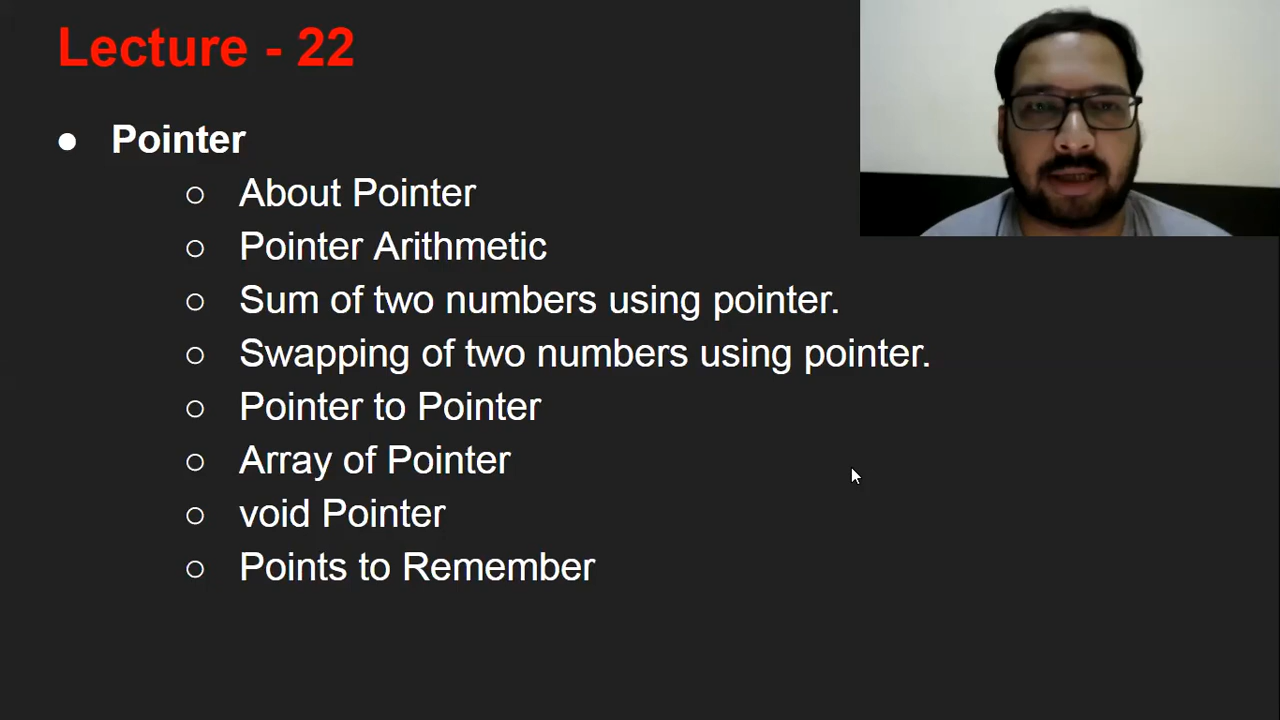 Lecture - 22
● Pointer
○ About Pointer
○ Pointer Arithmetic
○ Sum of two numbers using pointer.
○ Swapping of two numbers using pointer.
○ Pointer to Pointer
○ Array of Pointer
○ void Pointer
○ Points to Remember